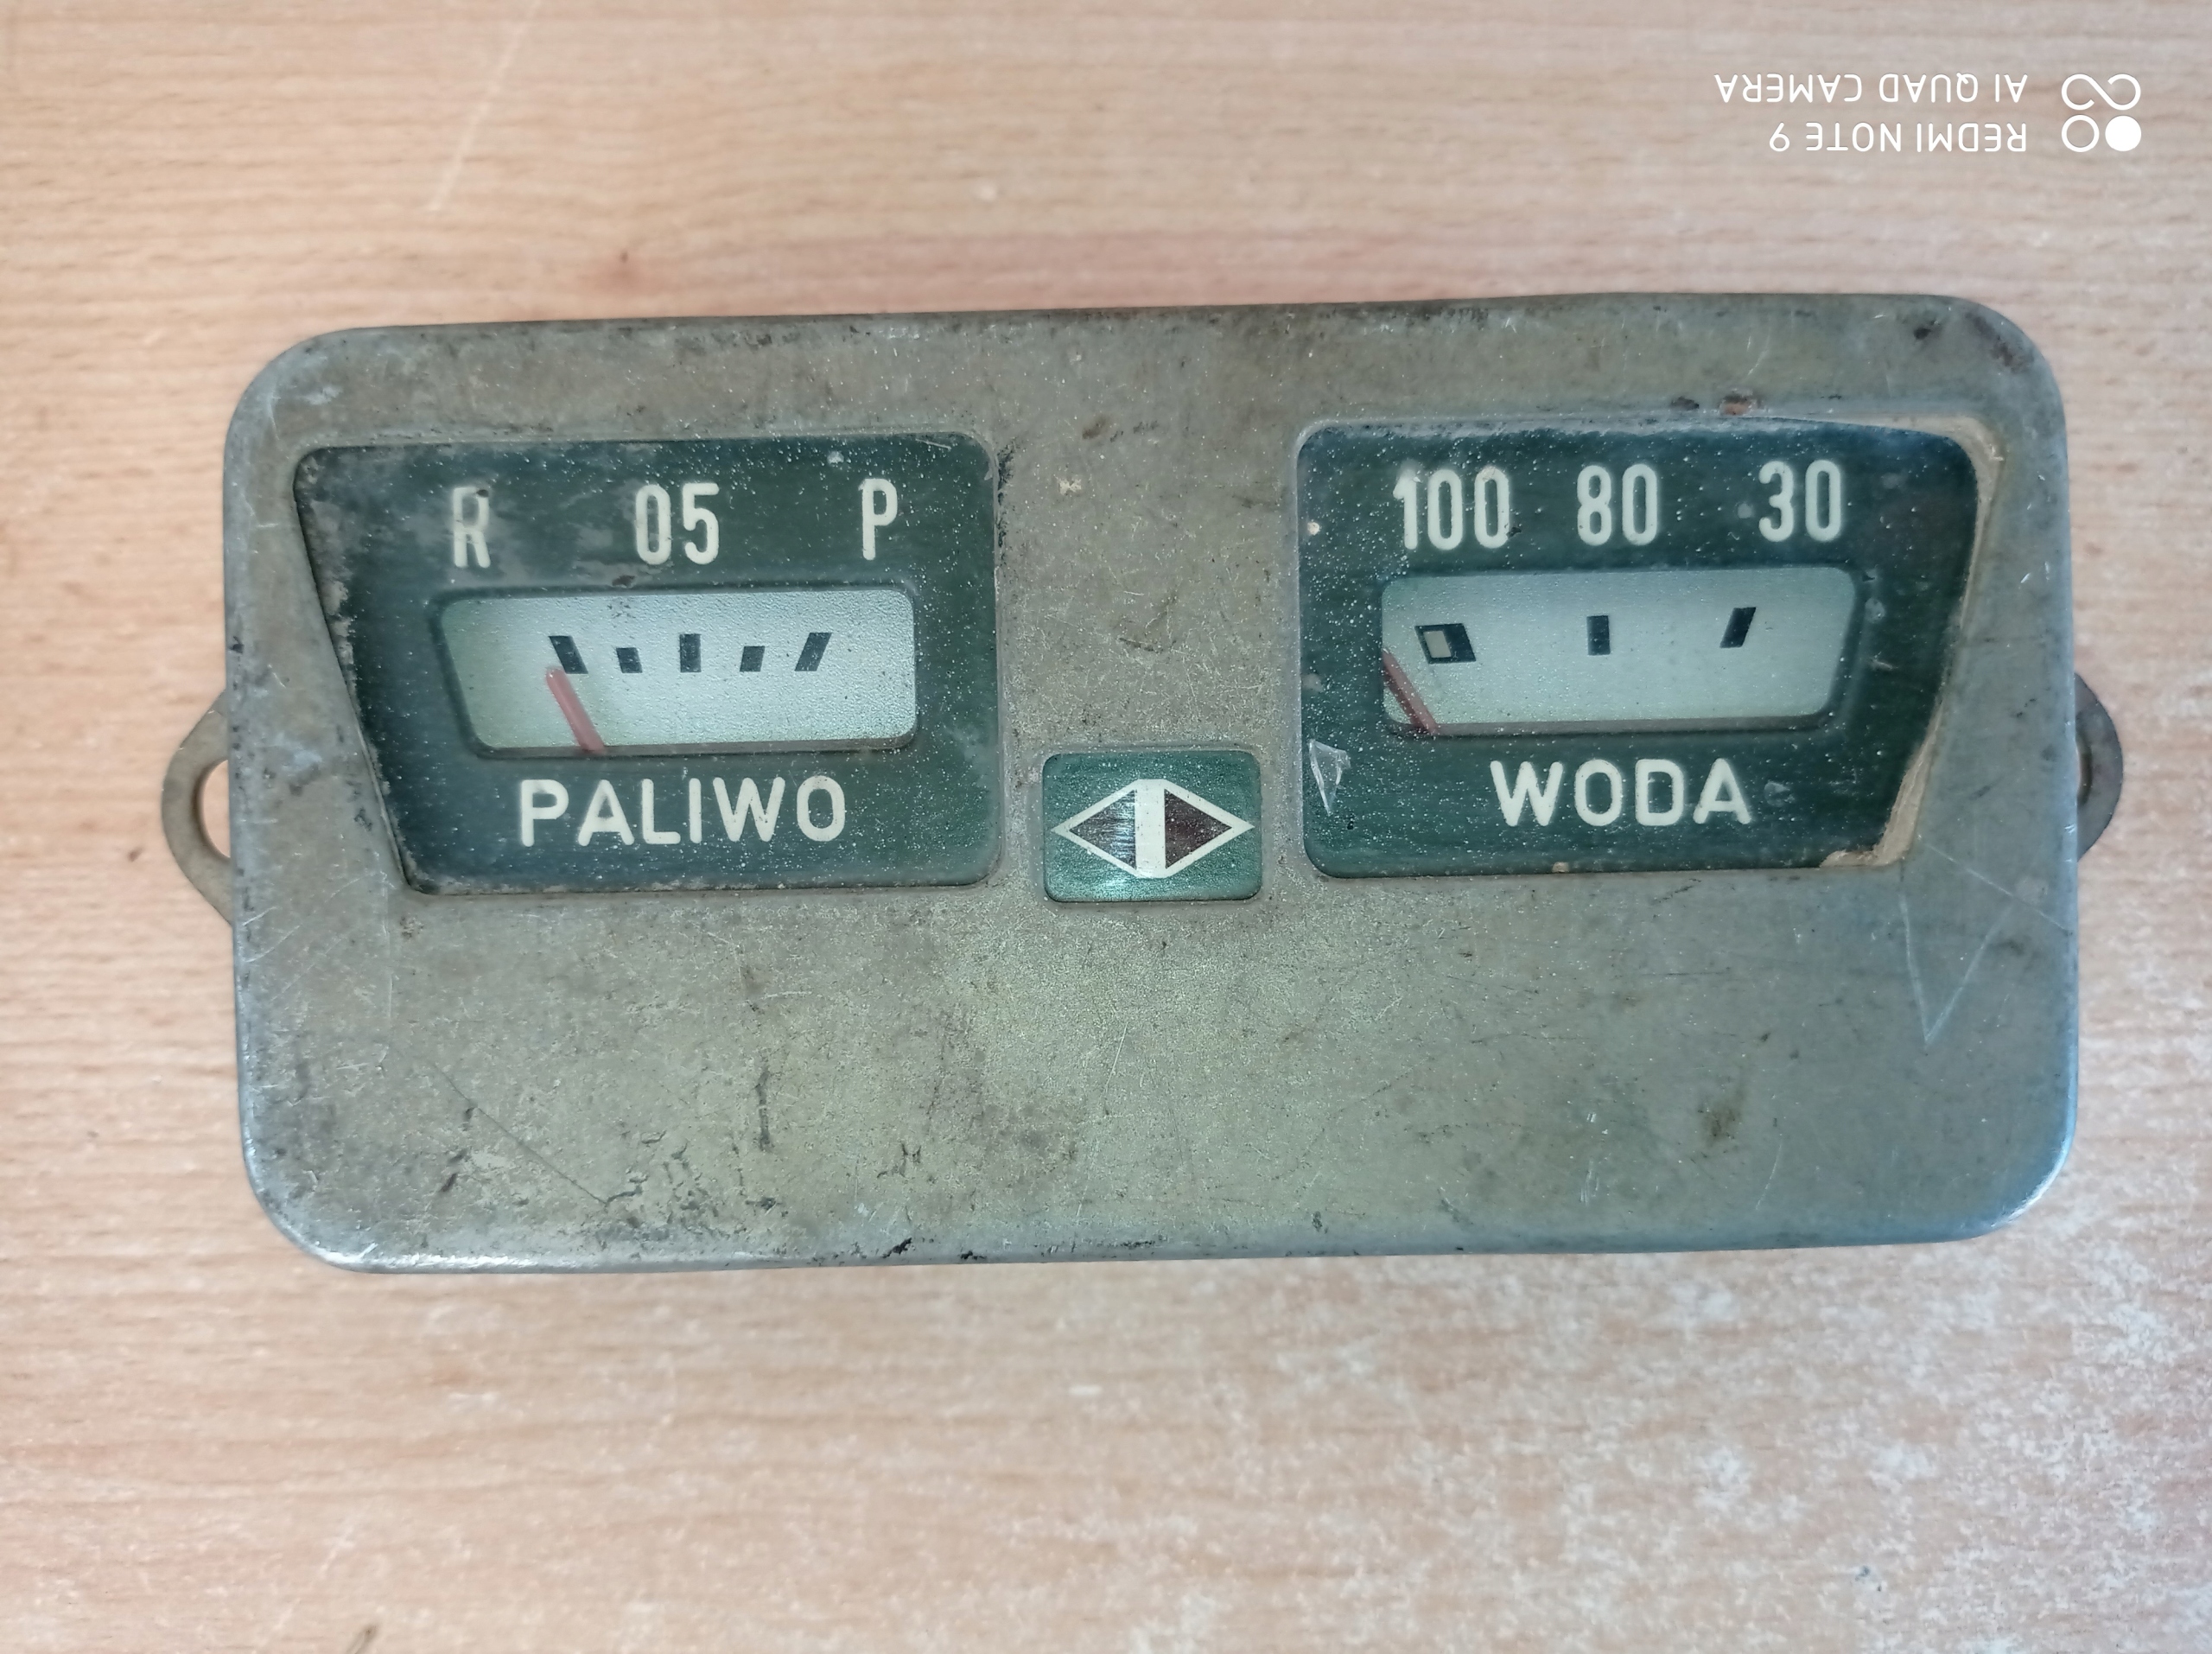 REDMI NOTE 9
AI QUAD CAMERA
R 05 P
PALIWO
100 80 30
WODA